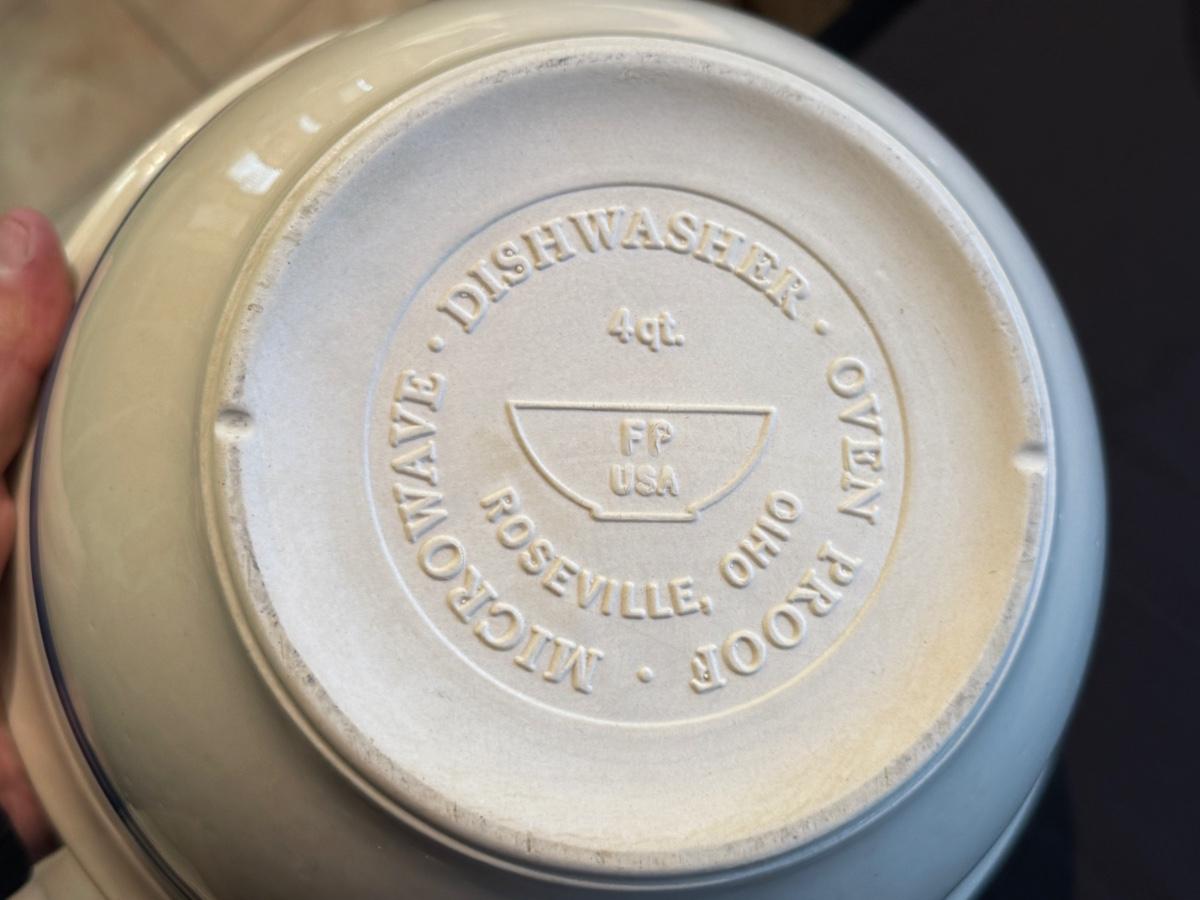 MICROWAVE · DISHWASHER · OVEN PROOF ·
4qt.
FP
USA
ROSEVILLE, OHIO